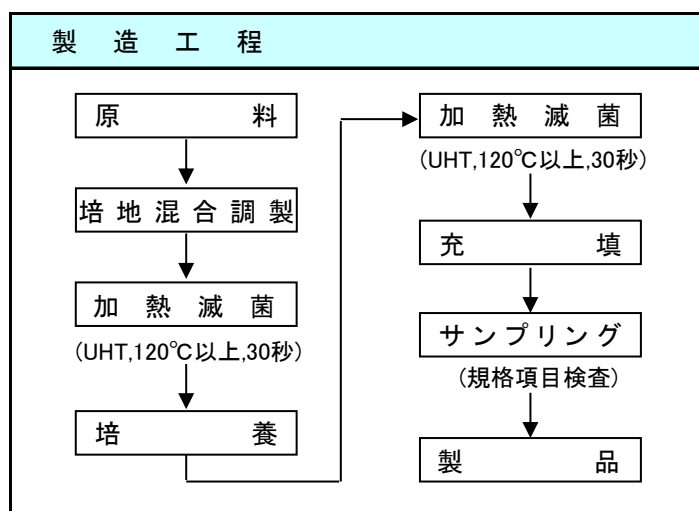 製造工程
原料
培地混合調製
加熱滅菌
(UHT,120℃以上,30秒)
培養
加熱滅菌
(UHT,120℃以上,30秒)
充填
サンプリング
(規格項目検査)
製品